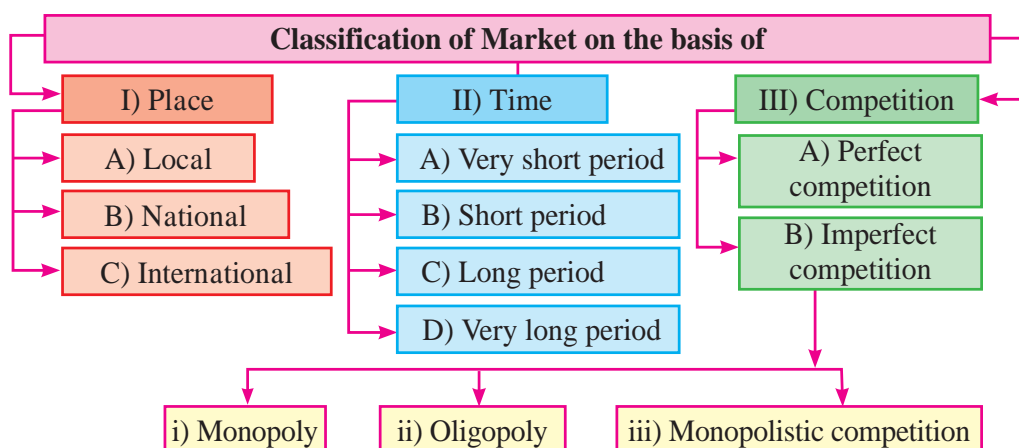 Classification of Market on the basis of
I) Place
A) Local
B) National
C) International
II) Time
A) Very short period
B) Short period
C) Long period
D) Very long period
III) Competition
A) Perfect
competition
B) Imperfect
competition
i) Monopoly
ii) Oligopoly
iii) Monopolistic competition